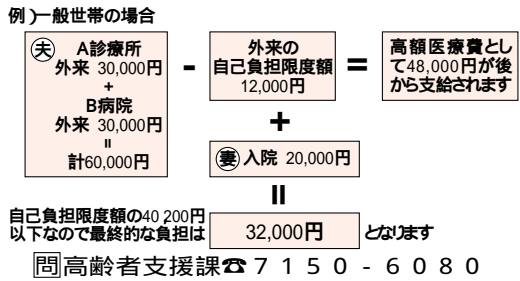 例)一般世帯の場合
夫 A診療所
外来 30,000円
+
B病院
外来 30,000円
=
計60,000円
-
外来の
自己負担限度額
12,000円
=
高額医療費とし
て48,000円が後
から支給されます
+
妻 入院 20,000円
=
自己負担限度額の40,200円
以下なので最終的な負担は
32,000円
となります
問高齢者支援課☎7150-6080